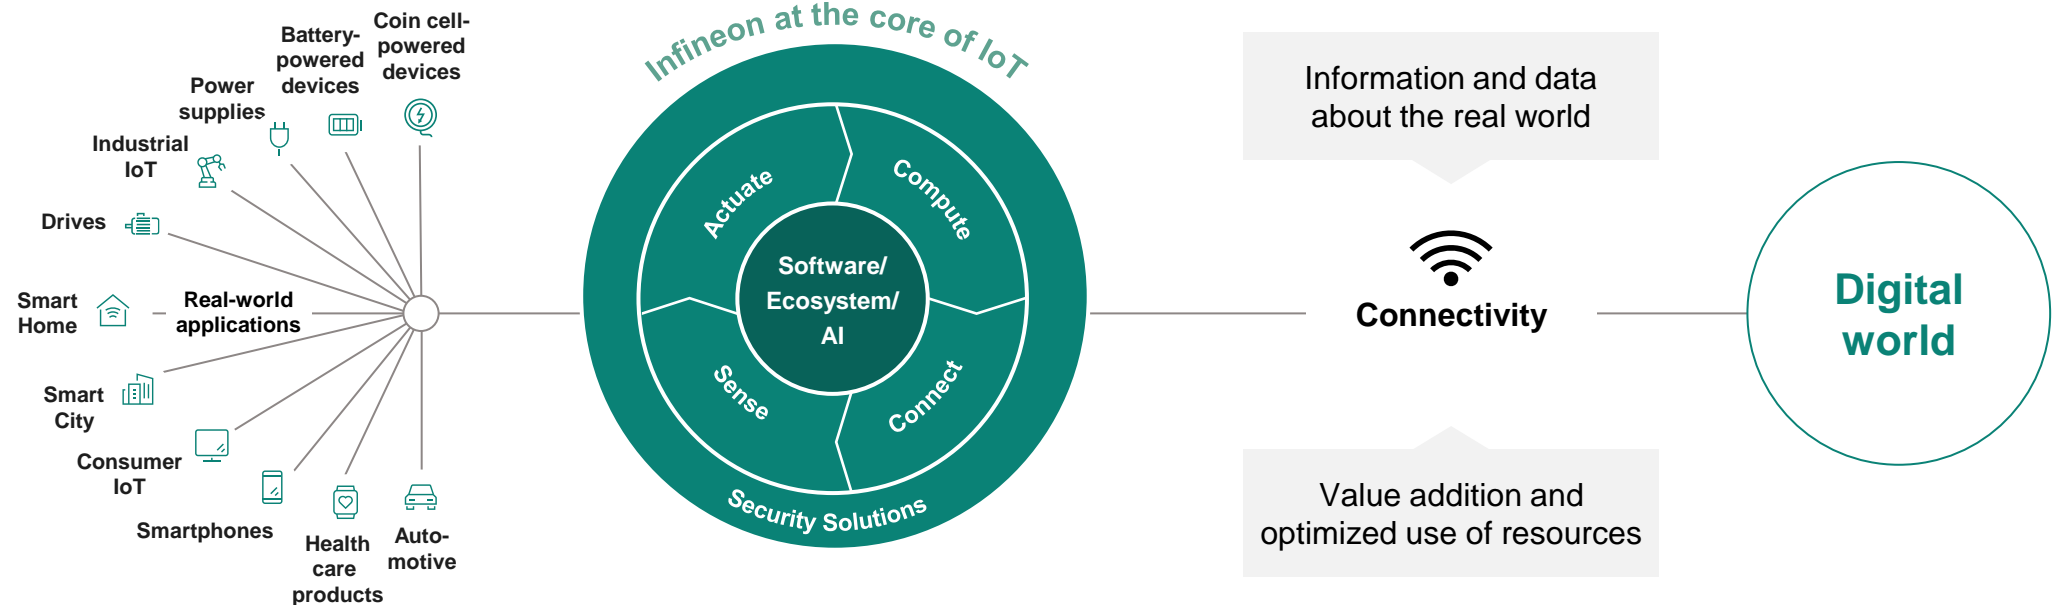 Coin cell-
powered
devices
Battery-
powered
devices
Power
supplies
Industrial
IoT
Drives
Smart
Home
Real-world
applications
Smart
City
Consumer
IoT
Smartphones
Health
care
products
Auto-
motive
Infineon at the core of IoT
Actuate
Compute
Software/
Ecosystem/
AI
Sense
Connect
Security Solutions
Information and data
about the real world
Connectivity
Value addition and
optimized use of resources
Digital
world